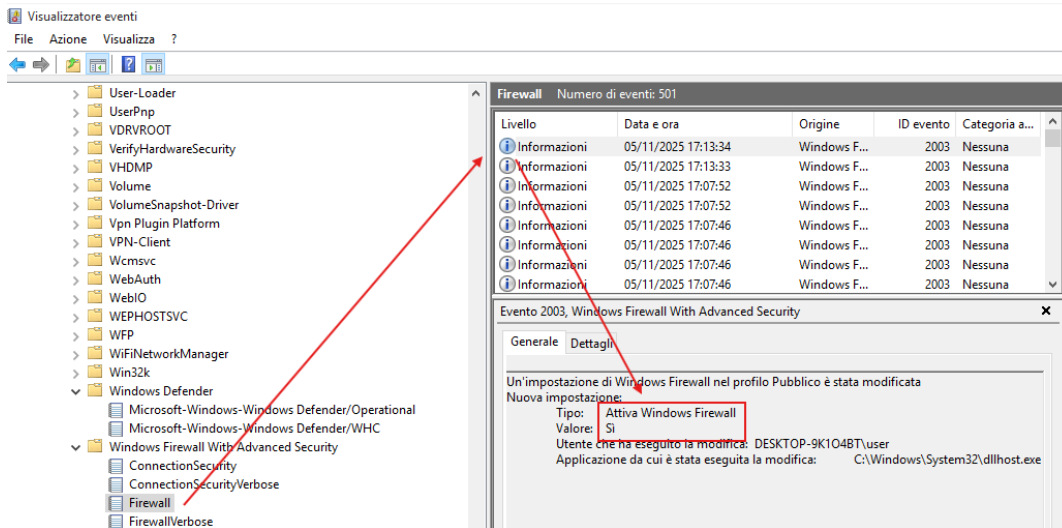 Visualizzatore eventi
File Azione Visualizza ?
User-Loader
UserPnp
VDRVROOT
VerifyHardwareSecurity
VHDMP
Volume
VolumeSnapshot-Driver
Vpn Plugin Platform
VPN-Client
Wcmsvc
WebAuth
WebIO
WEPHOSTSVC
WFP
WiFiNetworkManager
Win32k
Windows Defender
Microsoft-Windows-Windows Defender/Operational
Microsoft-Windows-Windows Defender/WHC
Windows Firewall With Advanced Security
ConnectionSecurity
ConnectionSecurityVerbose
Firewall
FirewallVerbose
Firewall Numero di eventi: 501
Livello Data e ora Origine ID evento Categoria a...
Informazioni 05/11/2025 17:13:34 Windows F... 2003 Nessuna
Informazioni 05/11/2025 17:13:33 Windows F... 2003 Nessuna
Informazioni 05/11/2025 17:07:52 Windows F... 2003 Nessuna
Informazioni 05/11/2025 17:07:52 Windows F... 2003 Nessuna
Informazioni 05/11/2025 17:07:46 Windows F... 2003 Nessuna
Informazioni 05/11/2025 17:07:46 Windows F... 2003 Nessuna
Informazioni 05/11/2025 17:07:46 Windows F... 2003 Nessuna
Informazioni 05/11/2025 17:07:46 Windows F... 2003 Nessuna
Evento 2003, Windows Firewall With Advanced Security
Generale Dettagli
Un'impostazione di Windows Firewall nel profilo Pubblico è stata modificata
Nuova impostazione:
Tipo: Attiva Windows Firewall
Valore: Sì
Utente che ha eseguito la modifica: DESKTOP-9K1O4BT\user
Applicazione da cui è stata eseguita la modifica: C:\Windows\System32\dllhost.exe